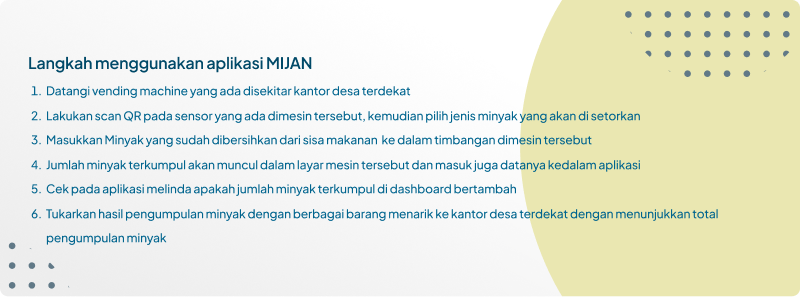 Langkah menggunakan aplikasi MIJAN
1. Datangi vending machine yang ada disekitar kantor desa terdekat
2. Lakukan scan QR pada sensor yang ada dimesin tersebut, kemudian pilih jenis minyak yang akan di setorkan
3. Masukkan Minyak yang sudah dibersihkan dari sisa makanan ke dalam timbangan dimesin tersebut
4. Jumlah minyak terkumpul akan muncul dalam layar mesin tersebut dan masuk juga datanya kedalam aplikasi
5. Cek pada aplikasi melinda apakah jumlah minyak terkumpul di dashboard bertambah
6. Tukarkan hasil pengumpulan minyak dengan berbagai barang menarik ke kantor desa terdekat dengan menunjukkan total
pengumpulan minyak